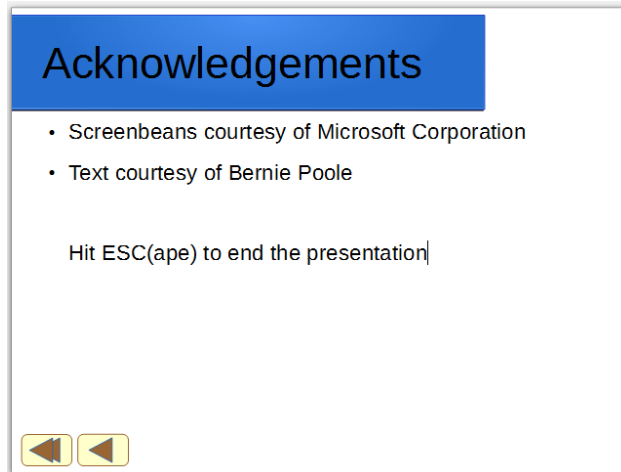 Acknowledgements
• Screenbeans courtesy of Microsoft Corporation
• Text courtesy of Bernie Poole
Hit ESC(ape) to end the presentation